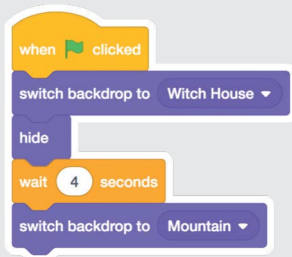 when clicked
switch backdrop to Witch House
hide
wait 4 seconds
switch backdrop to Mountain